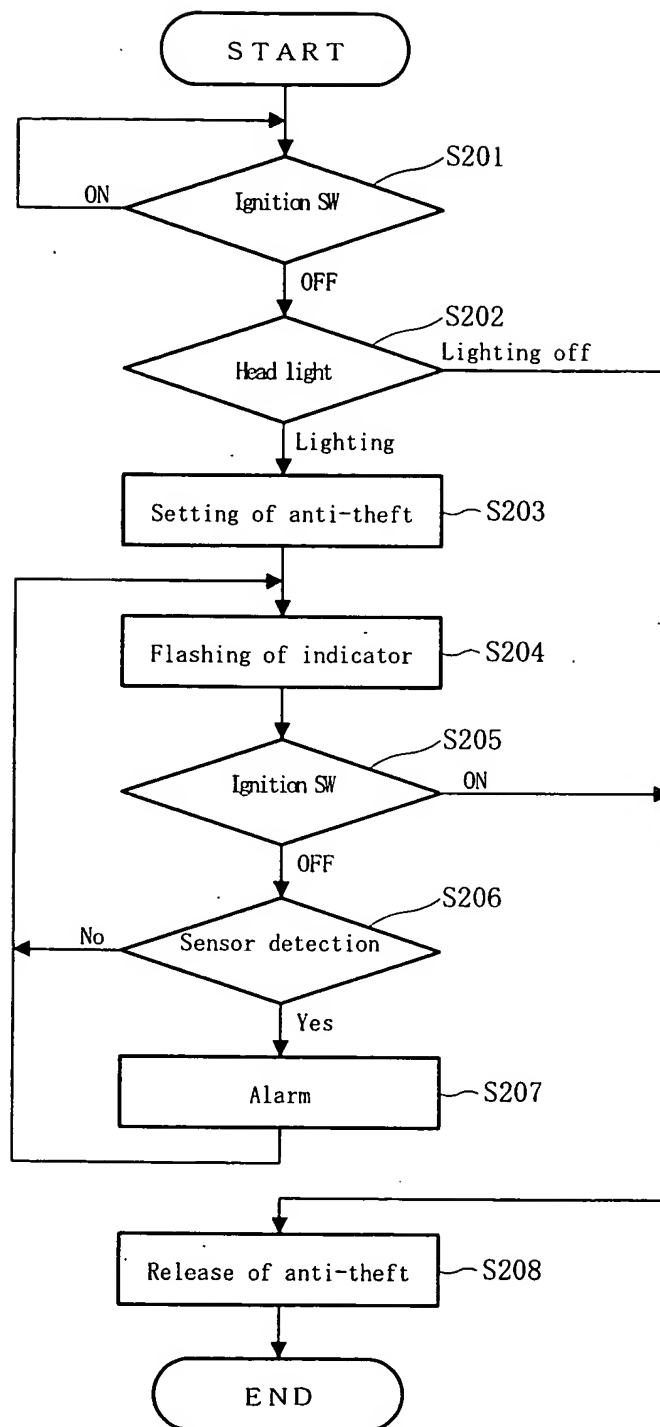 START
S201
Ignition SW
ON
OFF
S202
Lighting off
Head light
Lighting
Setting of anti-theft
S203
Flashing of indicator
S204
S205
Ignition SW
ON
OFF
S206
No
Sensor detection
Yes
Alarm
S207
Release of anti-theft
S208
END